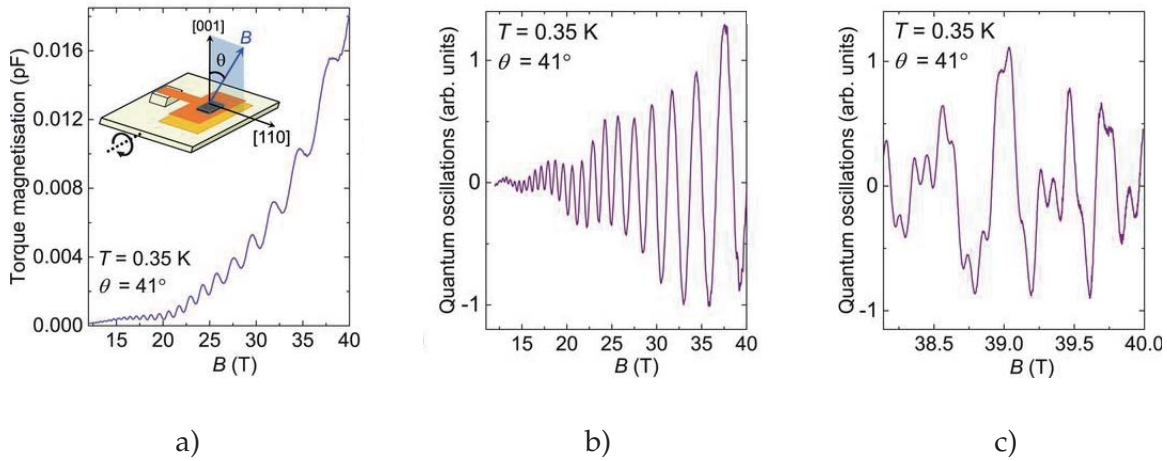 [001]
B
θ
[110]
T = 0.35 K
θ = 41°
Torque magnetisation (pF)
0.016
0.012
0.008
0.004
0.000
15 20 25 30 35 40
B (T)
b)
T = 0.35 K
θ = 41°
Quantum oscillations (arb. units)
1
0
-1
15 20 25 30 35 40
B (T)
c)
T = 0.35 K
θ = 41°
Quantum oscillations (arb. units)
1
0
-1
38.5 39.0 39.5 40.0
B (T)
a)
b)
c)